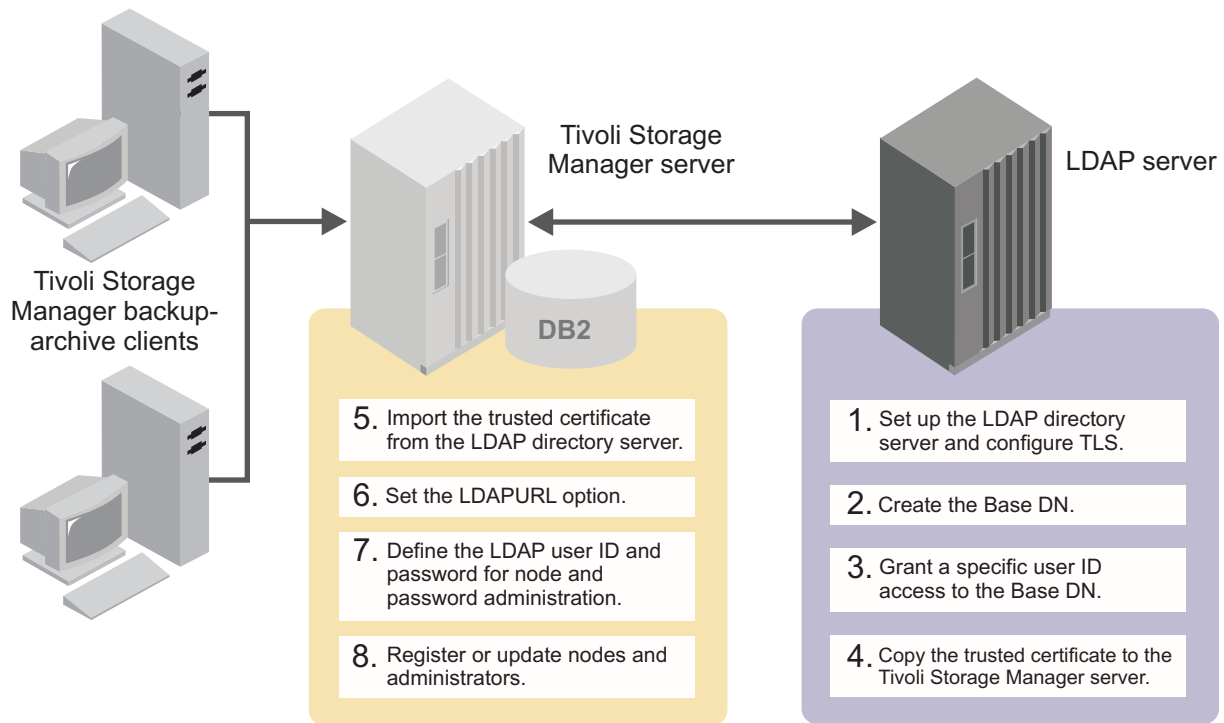 Tivoli Storage
Manager backup-
archive clients
Tivoli Storage
Manager server
LDAP server
DB2
5. Import the trusted certificate
from the LDAP directory server.
6. Set the LDAPURL option.
7. Define the LDAP user ID and
password for node and
password administration.
8. Register or update nodes and
administrators.
1. Set up the LDAP directory
server and configure TLS.
2. Create the Base DN.
3. Grant a specific user ID
access to the Base DN.
4. Copy the trusted certificate to the
Tivoli Storage Manager server.